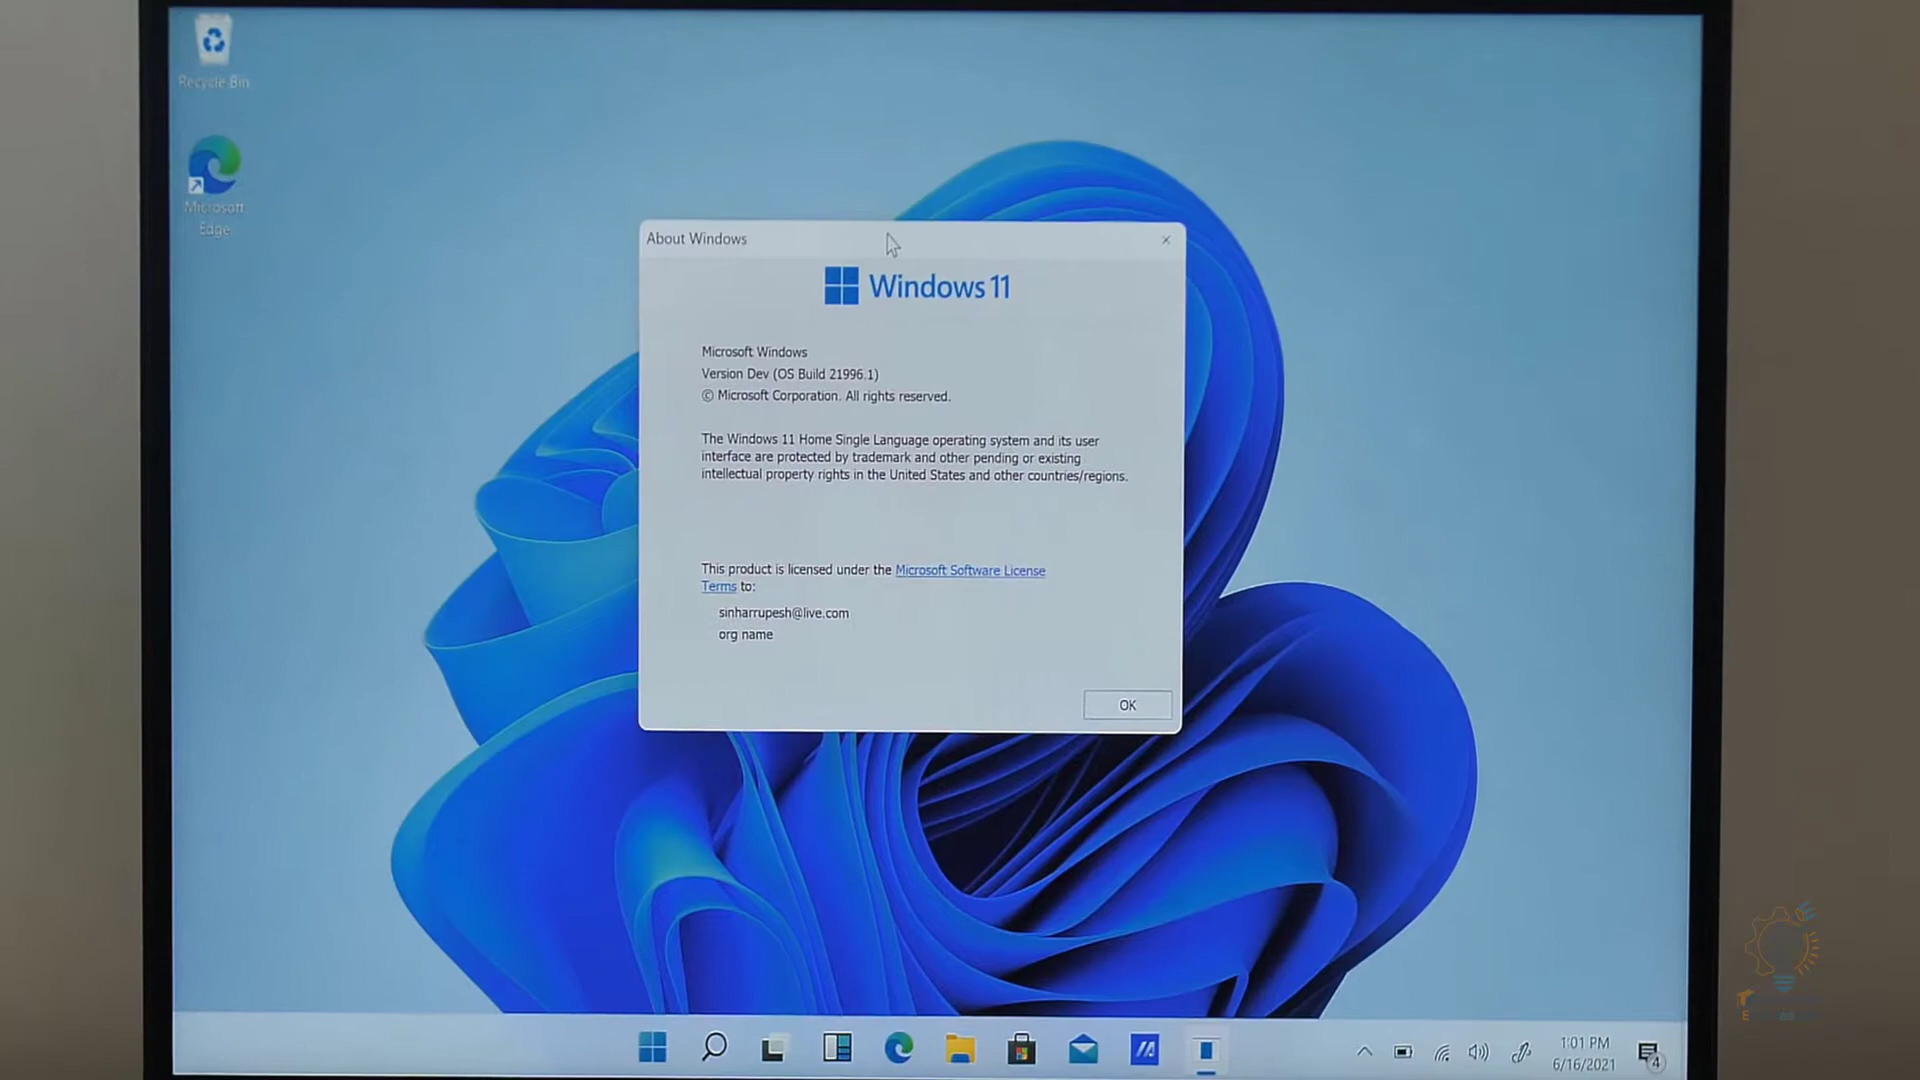 Recycle Bin
Microsoft
Edge
About Windows
Windows 11
Microsoft Windows
Version Dev (OS Build 21996.1)
© Microsoft Corporation. All rights reserved.
The Windows 11 Home Single Language operating system and its user
interface are protected by trademark and other pending or existing
intellectual property rights in the United States and other countries/regions.
This product is licensed under the Microsoft Software License
Terms to:
sinharrupesh@live.com
org name
OK
1:01 PM
6/16/2021
4